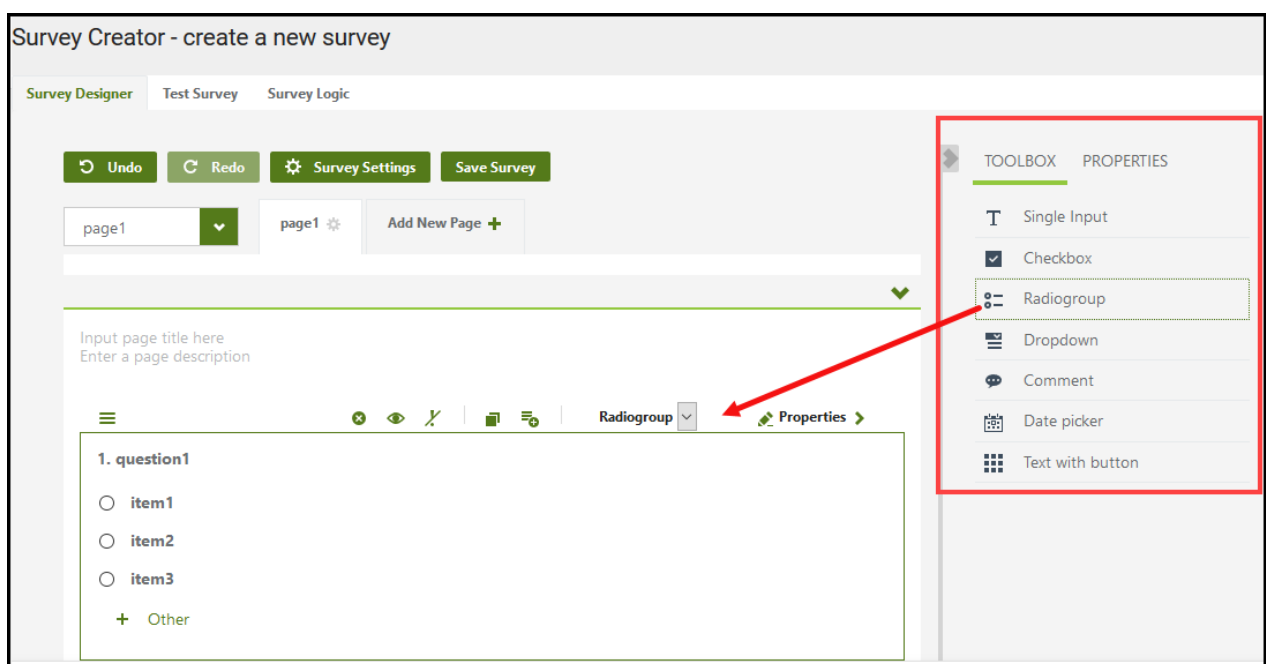 Survey Creator - create a new survey
Survey Designer Test Survey Survey Logic
Undo Redo Survey Settings Save Survey
page1 page1 Add New Page
Input page title here
Enter a page description
Radiogroup Properties
1. question1
item1
item2
item3
+ Other
TOOLBOX PROPERTIES
Single Input
Checkbox
Radiogroup
Dropdown
Comment
Date picker
Text with button